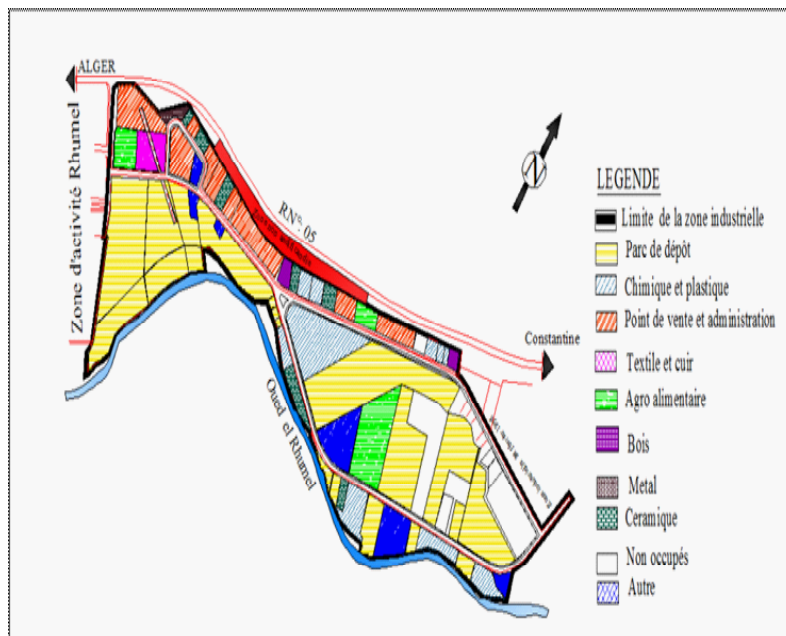 ALGER
Zone d'activité Rhumel
RN°. 05
N
Constantine
Oued el Rhumel
LEGENDE
Limite de la zone industrielle
Parc de dépôt
Chimique et plastique
Point de vente et administration
Textile et cuir
Agro alimentaire
Bois
Metal
Ceramique
Non occupés
Autre